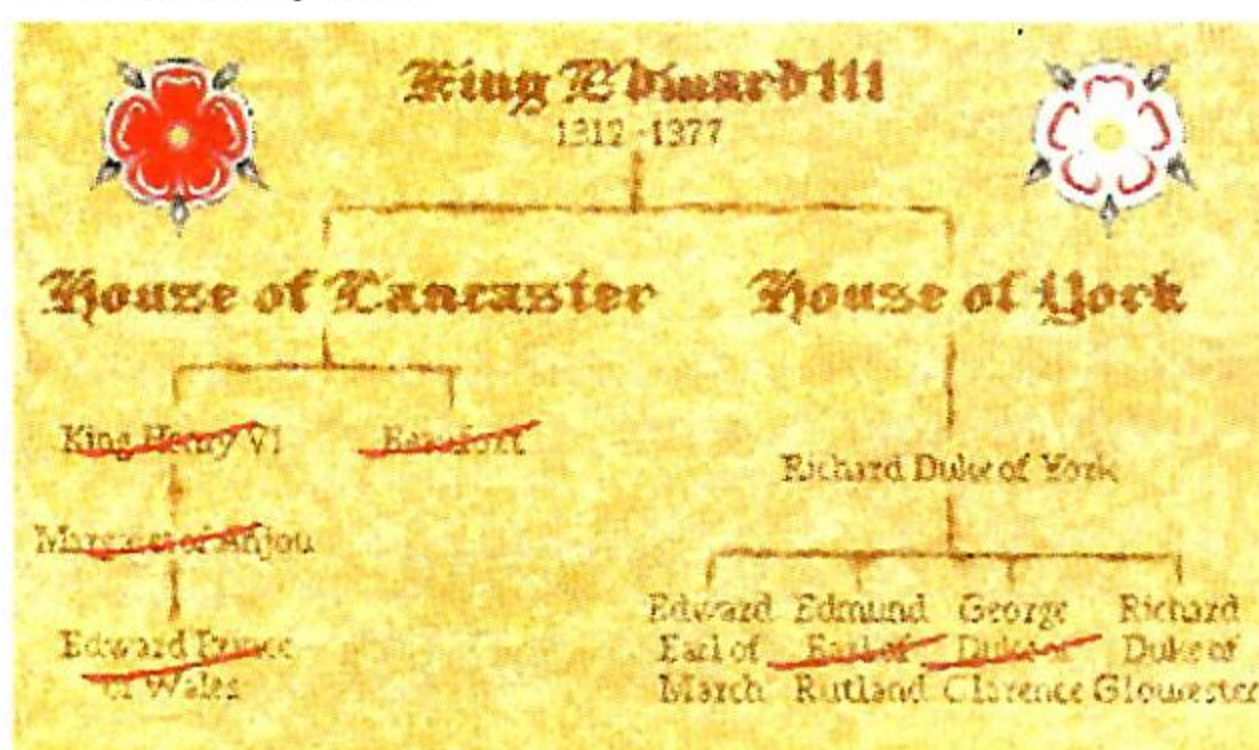 King Edward III
1312-1377
House of Lancaster
House of York
King Henry VI
Beaufort
Richard Duke of York
Margaret of Anjou
Edward Prince
of Wales
Edward
Earl of
March
Edmund
Earl of
Rutland
George
Duke of
Clarence
Richard
Duke of
Gloucester